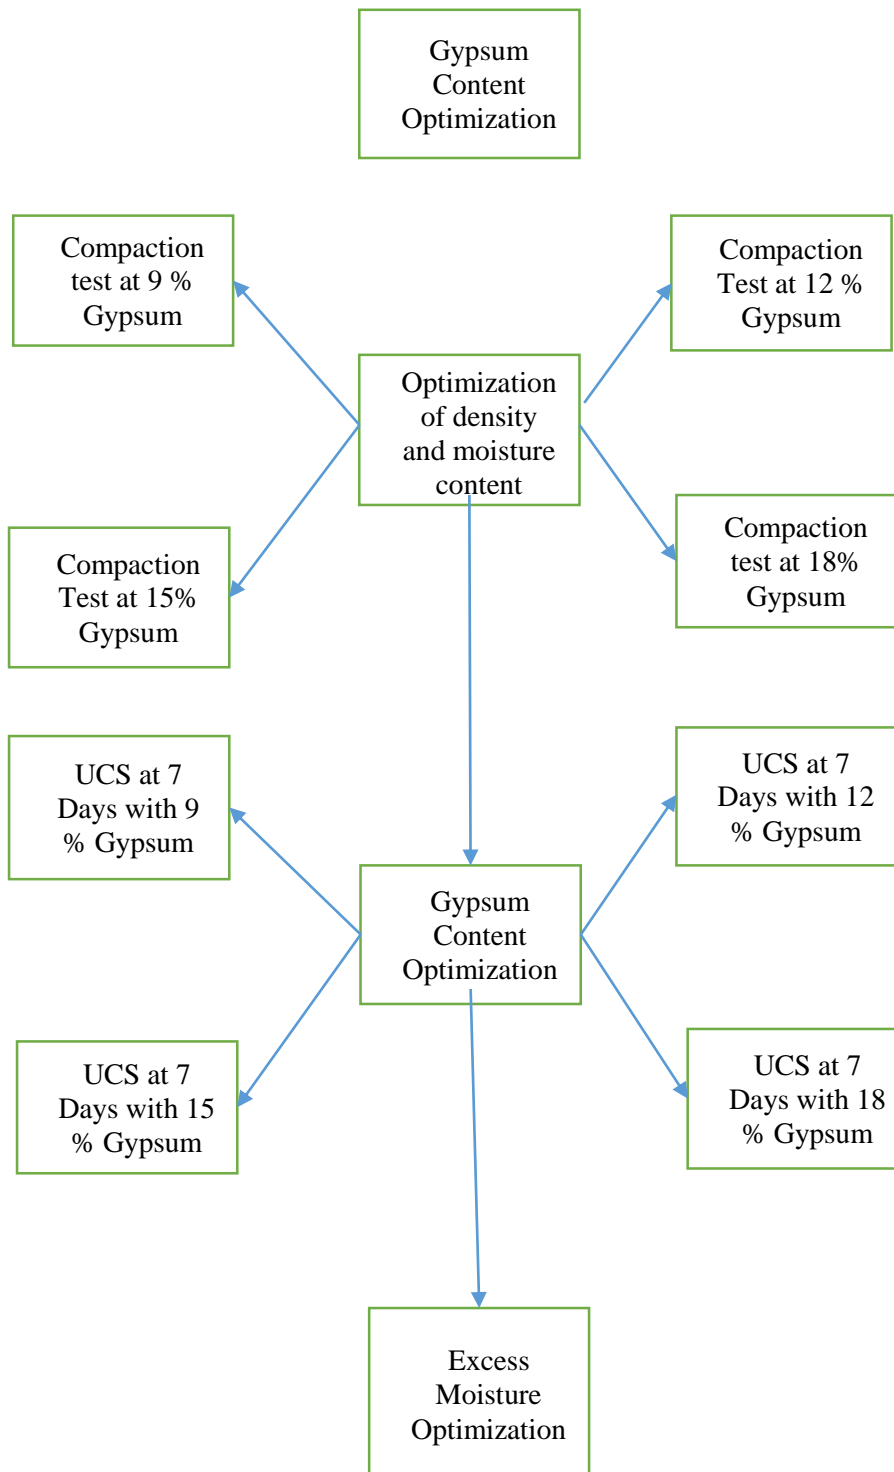 Gypsum
Content
Optimization
Compaction
test at 9 %
Gypsum
Compaction
Test at 12 %
Gypsum
Optimization
of density
and moisture
content
Compaction
Test at 15%
Gypsum
Compaction
test at 18%
Gypsum
UCS at 7
Days with 9
% Gypsum
UCS at 7
Days with 12
% Gypsum
Gypsum
Content
Optimization
UCS at 7
Days with 15
% Gypsum
UCS at 7
Days with 18
% Gypsum
Excess
Moisture
Optimization